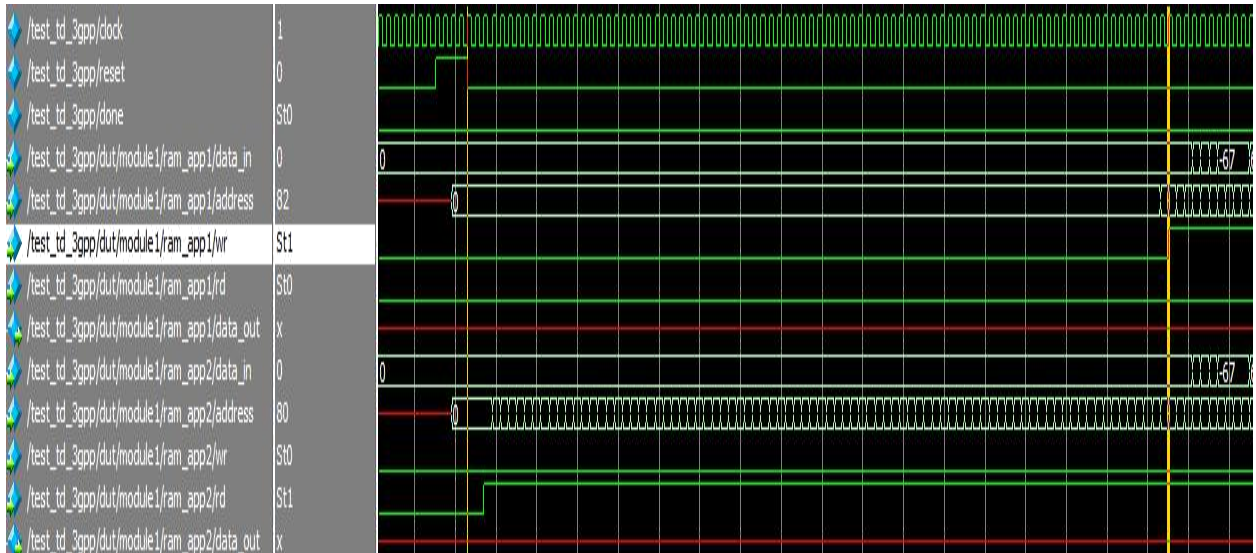 /test_td_3gpp/clock 1
/test_td_3gpp/reset 0
/test_td_3gpp/done St0
/test_td_3gpp/dut/module1/ram_app1/data_in 0 0 -67
/test_td_3gpp/dut/module1/ram_app1/address 82 0
/test_td_3gpp/dut/module1/ram_app1/wr St1
/test_td_3gpp/dut/module1/ram_app1/rd St0
/test_td_3gpp/dut/module1/ram_app1/data_out x
/test_td_3gpp/dut/module1/ram_app2/data_in 0 0 -67
/test_td_3gpp/dut/module1/ram_app2/address 80 0
/test_td_3gpp/dut/module1/ram_app2/wr St0
/test_td_3gpp/dut/module1/ram_app2/rd St1
/test_td_3gpp/dut/module1/ram_app2/data_out x